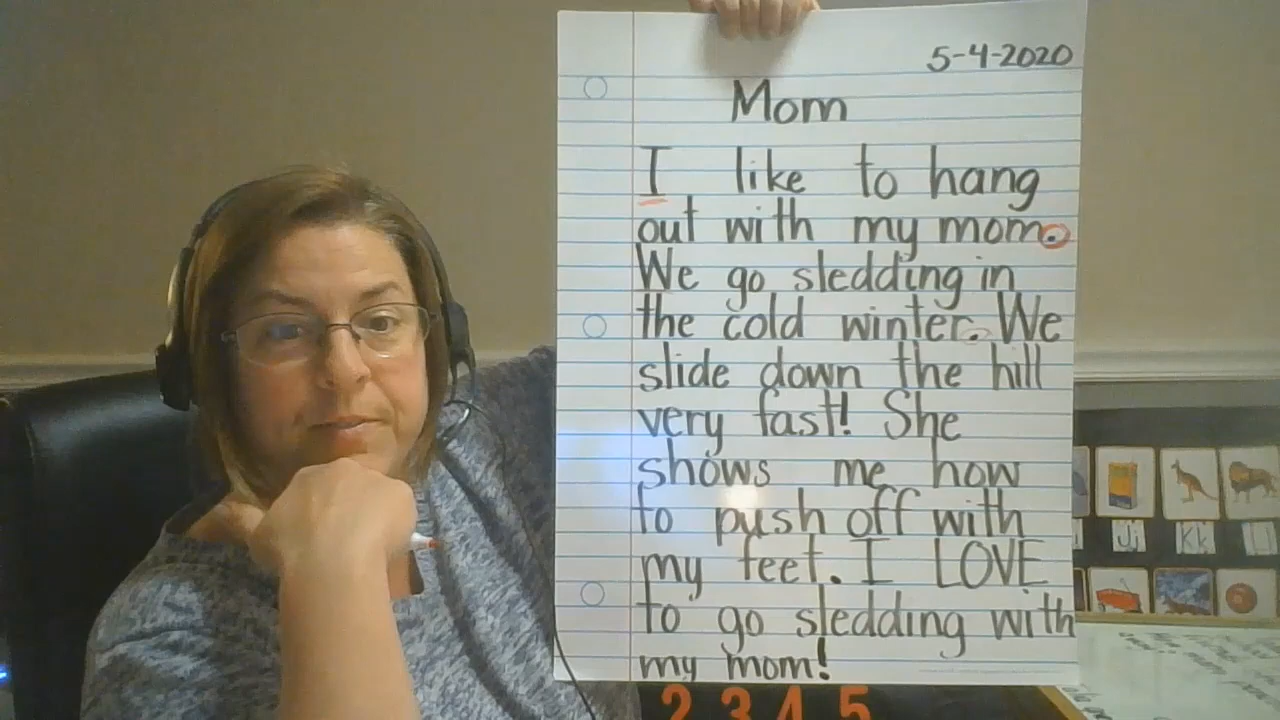 5-4-2020
Mom
I like to hang
out with my mom.
We go sledding in
the cold winter. We
slide down the hill
very fast! She
shows me how
to push off with
my feet. I LOVE
to go sledding with
my mom!
Jj Kk Ll
2 3 4 5